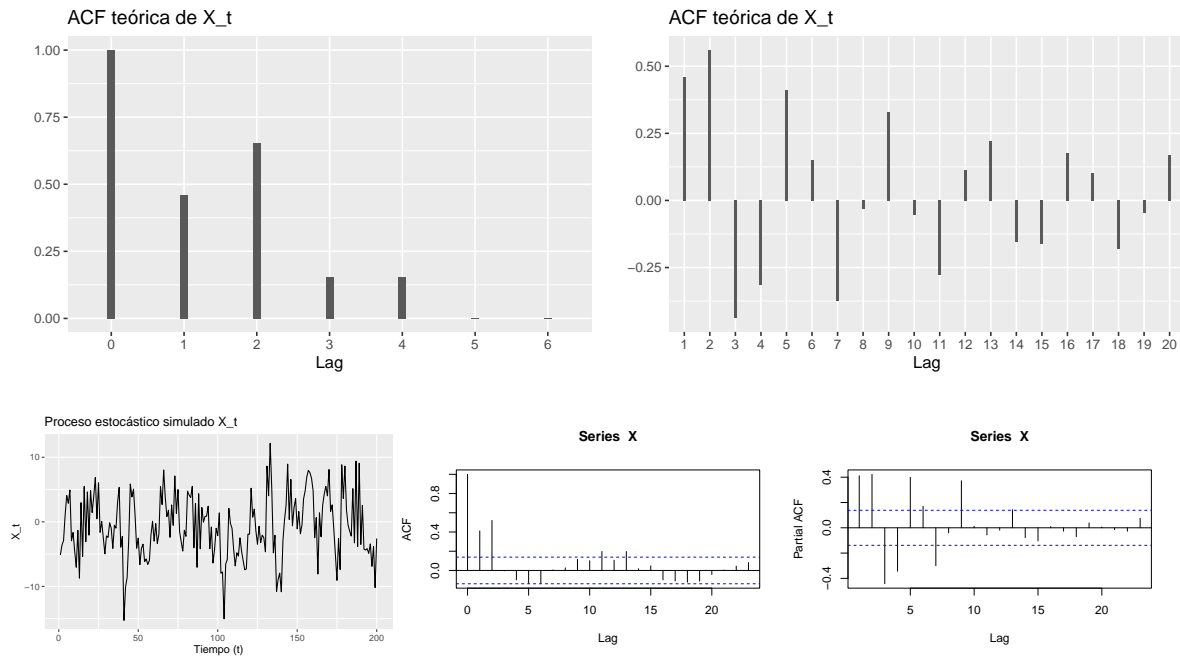 ACF teórica de X_t
1.00
0.75
0.50
0.25
0.00
0 1 2 3 4 5 6
Lag
ACF teórica de X_t
0.50
0.25
0.00
−0.25
1 2 3 4 5 6 7 8 9 10 11 12 13 14 15 16 17 18 19 20
Lag
Proceso estocástico simulado X_t
X_t
10
0
−10
0 50 100 150 200
Tiempo (t)
Series X
ACF
0.8
0.4
0.0
0 5 10 15 20
Lag
Series X
Partial ACF
0.4
0.0
−0.4
5 10 15 20
Lag